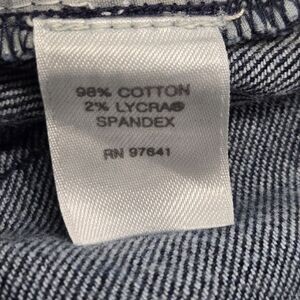 98% COTTON
2% LYCRA®
SPANDEX
RN 97641